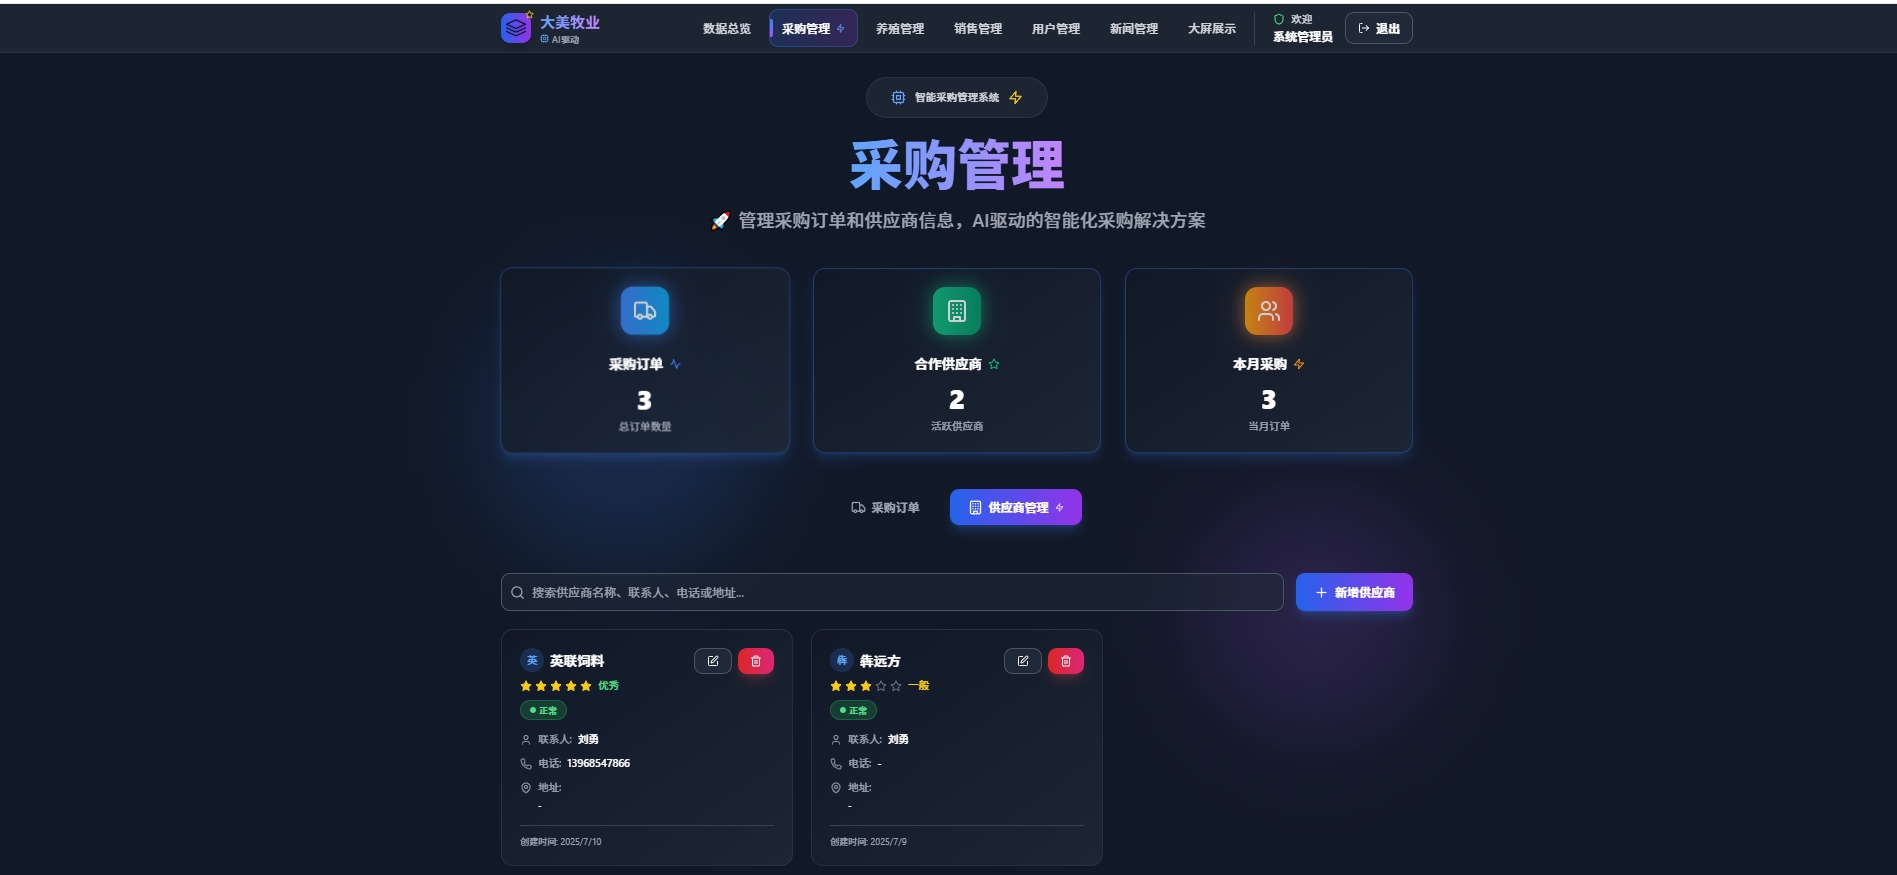 大美牧业
AI驱动
数据总览
采购管理
养殖管理
销售管理
用户管理
新闻管理
大屏展示
欢迎
系统管理员
退出
智能采购管理系统
采购管理
管理采购订单和供应商信息，AI驱动的智能化采购解决方案
采购订单
3
总订单数量
合作供应商
2
活跃供应商
本月采购
3
当月订单
采购订单
供应商管理
搜索供应商名称、联系人、电话或地址...
新增供应商
英 英联饲料
优秀
正常
联系人: 刘勇
电话: 13968547866
地址:
-
创建时间: 2025/7/10
犇 犇远方
一般
正常
联系人: 刘勇
电话: -
地址:
-
创建时间: 2025/7/9